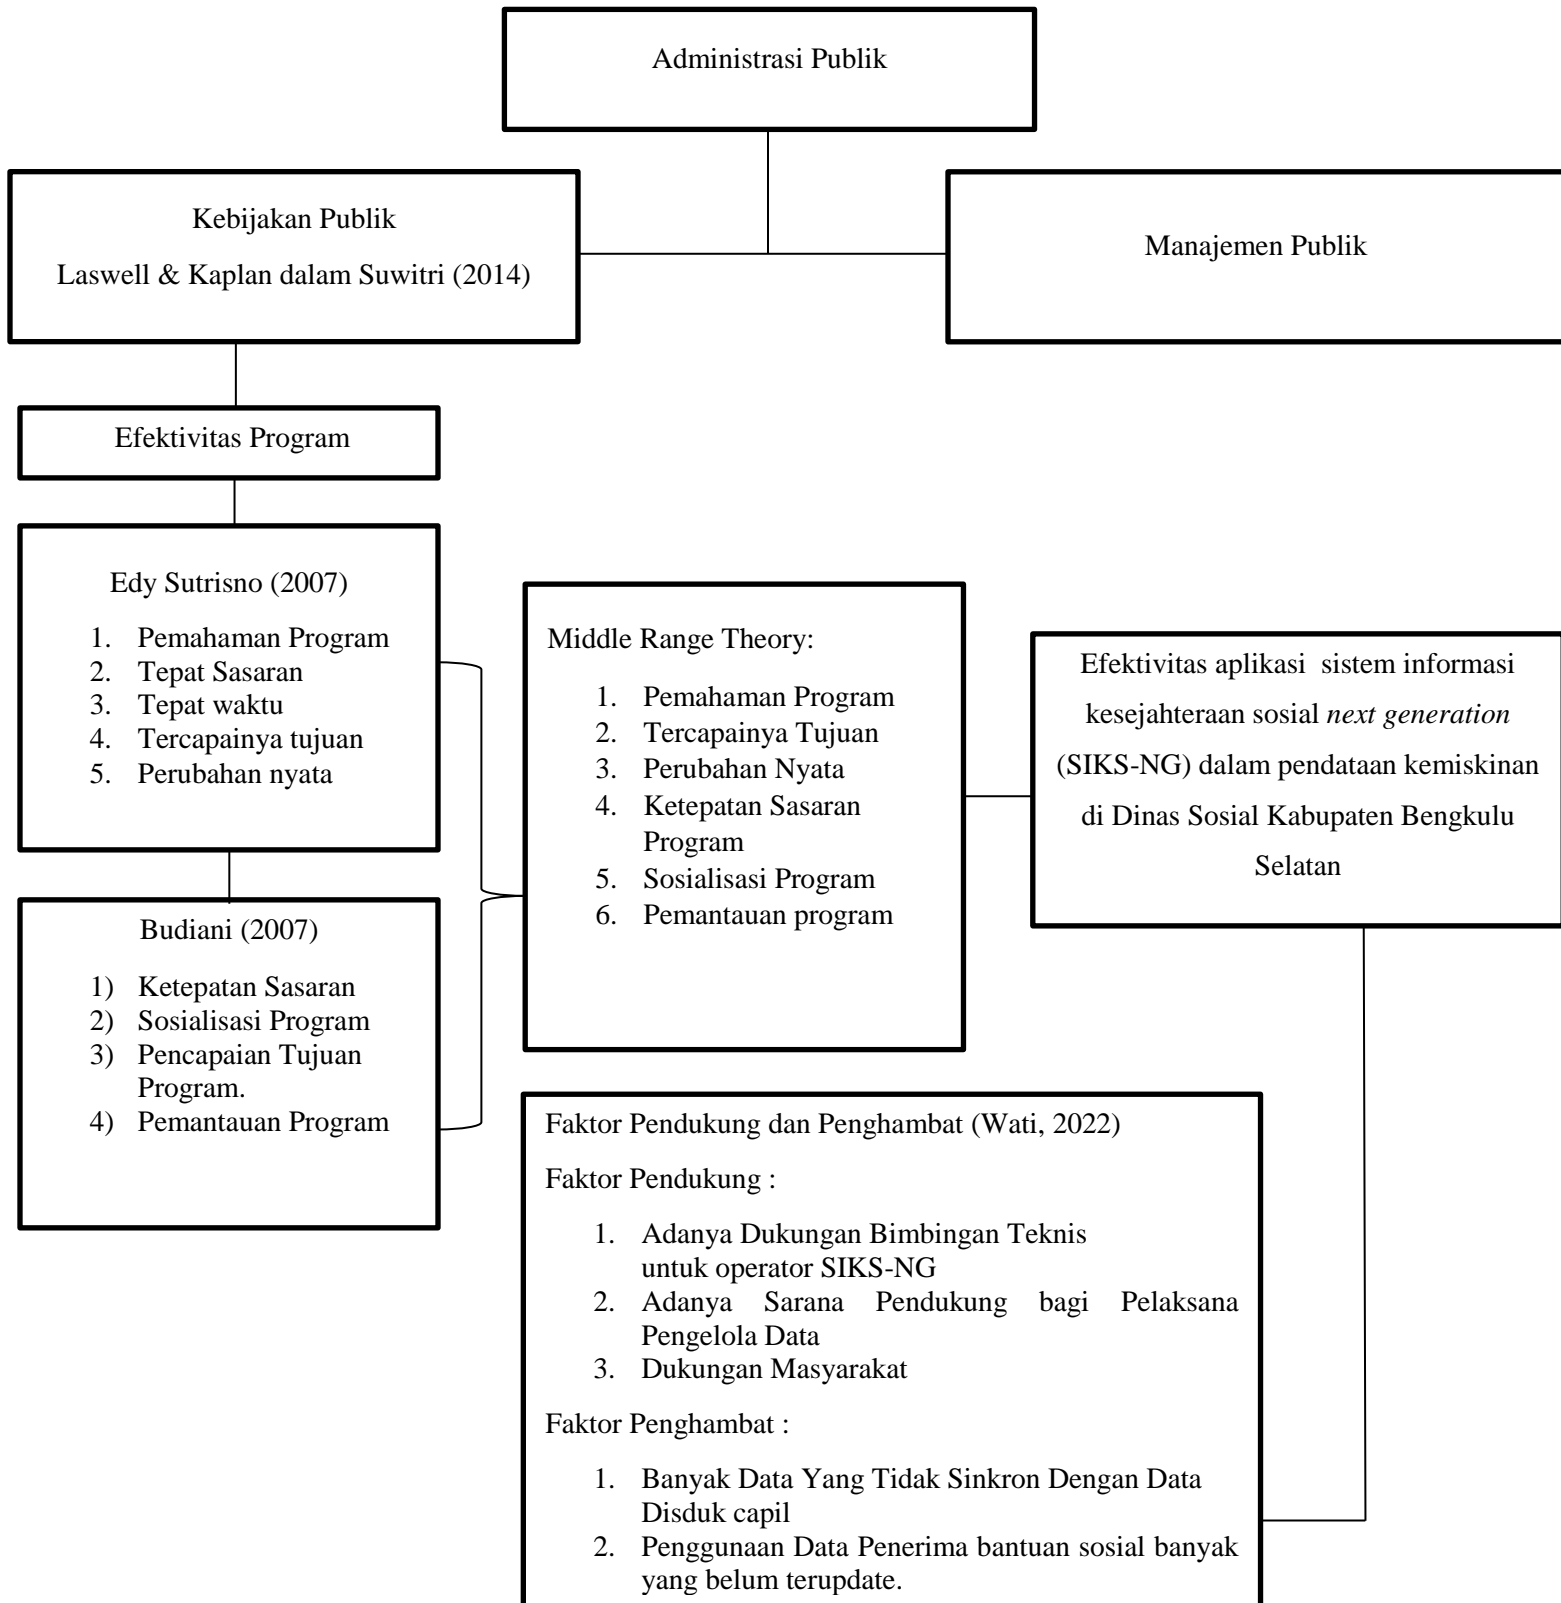 Administrasi Publik
Kebijakan Publik
Laswell & Kaplan dalam Suwitri (2014)
Manajemen Publik
Efektivitas Program
Edy Sutrisno (2007)
1. Pemahaman Program
2. Tepat Sasaran
3. Tepat waktu
4. Tercapainya tujuan
5. Perubahan nyata
Budiani (2007)
1) Ketepatan Sasaran
2) Sosialisasi Program
3) Pencapaian Tujuan
Program.
4) Pemantauan Program
Middle Range Theory:
1. Pemahaman Program
2. Tercapainya Tujuan
3. Perubahan Nyata
4. Ketepatan Sasaran
Program
5. Sosialisasi Program
6. Pemantauan program
Efektivitas aplikasi sistem informasi
kesejahteraan sosial next generation
(SIKS-NG) dalam pendataan kemiskinan
di Dinas Sosial Kabupaten Bengkulu
Selatan
Faktor Pendukung dan Penghambat (Wati, 2022)
Faktor Pendukung :
1. Adanya Dukungan Bimbingan Teknis
untuk operator SIKS-NG
2. Adanya Sarana Pendukung bagi Pelaksana
Pengelola Data
3. Dukungan Masyarakat
Faktor Penghambat :
1. Banyak Data Yang Tidak Sinkron Dengan Data
Disduk capil
2. Penggunaan Data Penerima bantuan sosial banyak
yang belum terupdate.